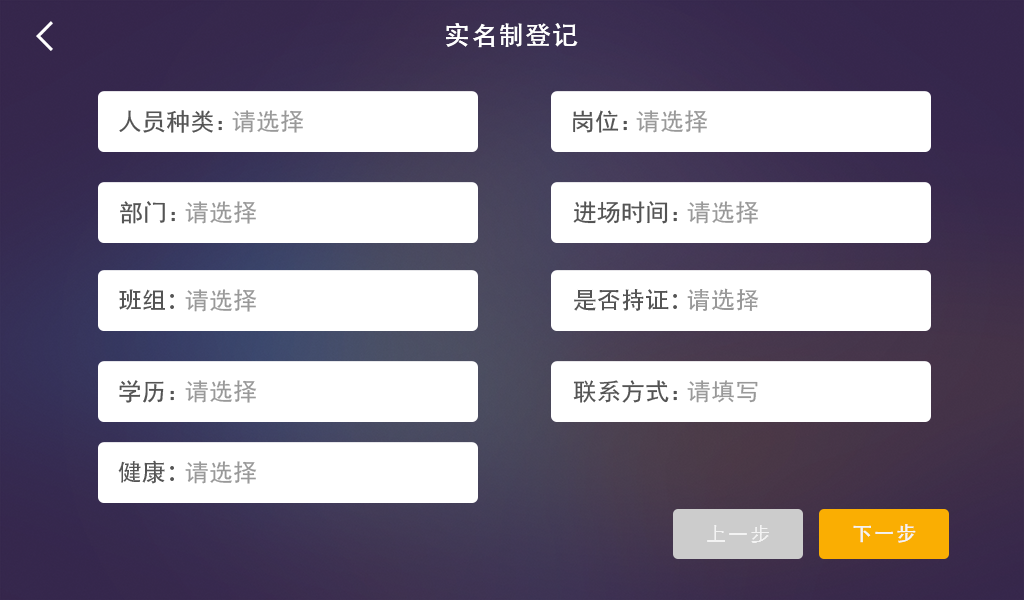 实名制登记
人员种类：请选择
岗位：请选择
部门：请选择
进场时间：请选择
班组：请选择
是否持证：请选择
学历：请选择
联系方式：请填写
健康：请选择
上一步
下一步